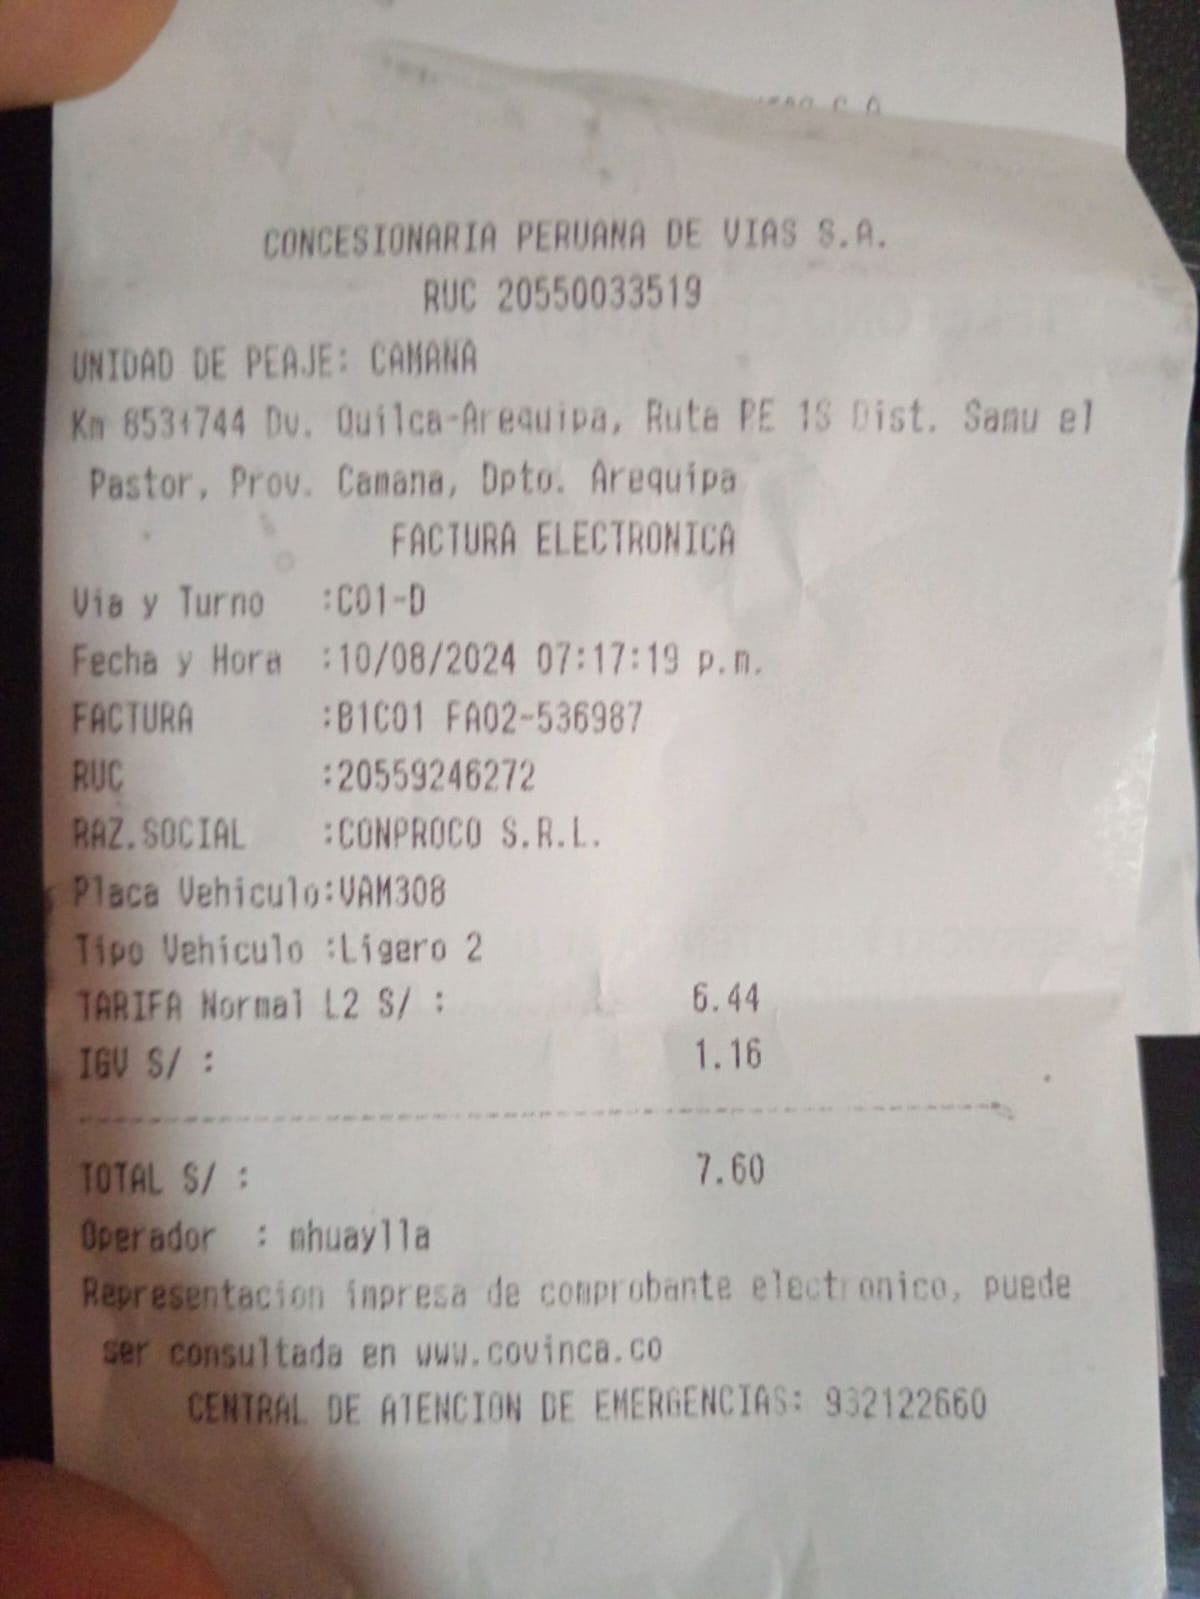 CONCESIONARIA PERUANA DE VIAS S.A.
RUC 20550033519
UNIDAD DE PEAJE: CAMANA
Km 853+744 Dv. Quilca-Arequipa, Ruta PE 1S Dist. Samu el
Pastor, Prov. Camana, Dpto. Arequipa
FACTURA ELECTRONICA
Via y Turno :C01-D
Fecha y Hora :10/08/2024 07:17:19 p.m.
FACTURA :B1C01 FA02-536987
RUC :20559246272
RAZ.SOCIAL :CONPROCO S.R.L.
Placa Vehiculo:VAM308
Tipo Vehiculo :Ligero 2
TARIFA Normal L2 S/ : 6.44
IGV S/ : 1.16
TOTAL S/ : 7.60
Operador : mhuaylla
Representacion impresa de comprobante electronico, puede
ser consultada en www.covinca.co
CENTRAL DE ATENCION DE EMERGENCIAS: 932122660